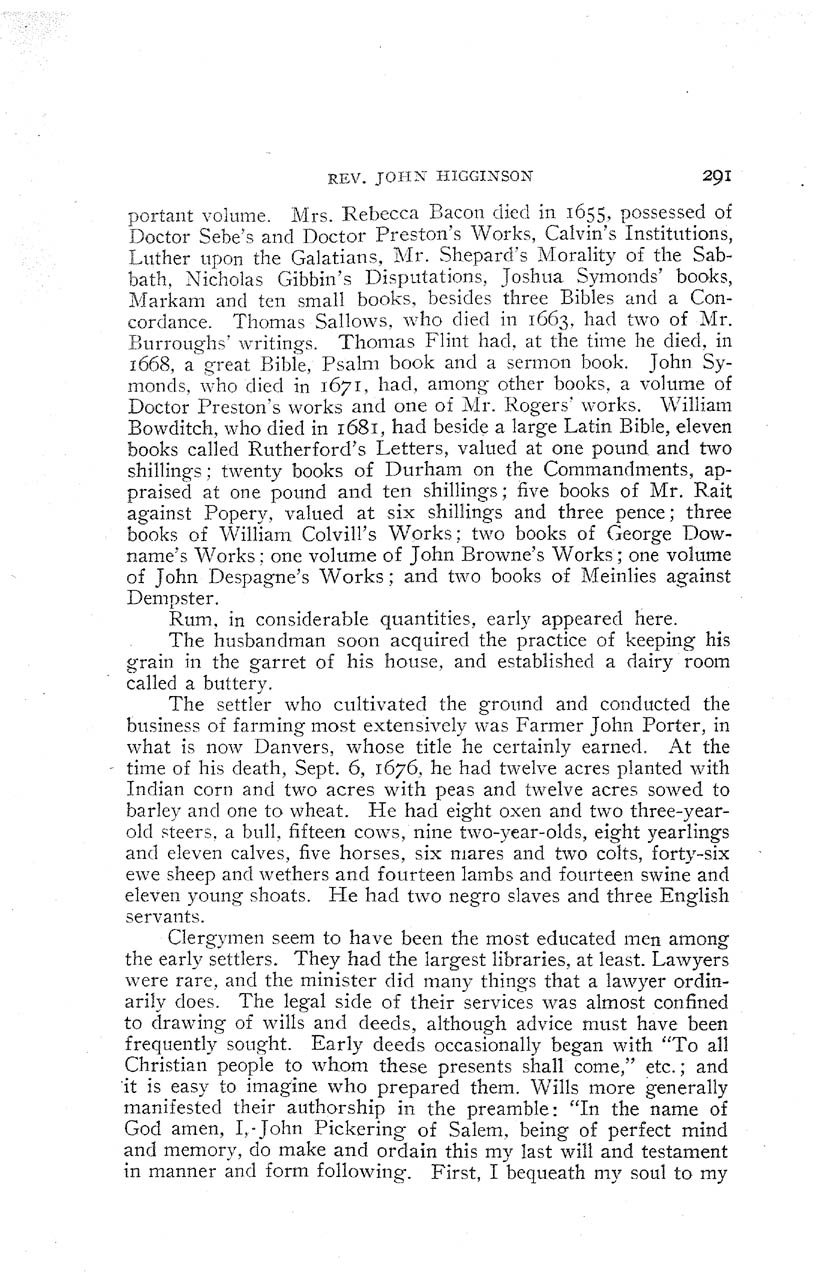 REV. JOHN HIGGINSON 291
portant volume. Mrs. Rebecca Bacon died in 1655, possessed of
Doctor Sebe's and Doctor Preston's Works, Calvin's Institutions,
Luther upon the Galatians, Mr. Shepard's Morality of the Sab-
bath, Nicholas Gibbin's Disputations, Joshua Symonds' books,
Markam and ten small books, besides three Bibles and a Con-
cordance. Thomas Sallows, who died in 1663, had two of Mr.
Burroughs' writings. Thomas Flint had, at the time he died, in
1668, a great Bible, Psalm book and a sermon book. John Sy-
monds, who died in 1671, had, among other books, a volume of
Doctor Preston's works and one of Mr. Rogers' works. William
Bowditch, who died in 1681, had beside a large Latin Bible, eleven
books called Rutherford's Letters, valued at one pound and two
shillings; twenty books of Durham on the Commandments, ap-
praised at one pound and ten shillings; five books of Mr. Rait
against Popery, valued at six shillings and three pence; three
books of William Colvill's Works; two books of George Dow-
name's Works; one volume of John Browne's Works; one volume
of John Despagne's Works; and two books of Meinlies against
Dempster.
Rum, in considerable quantities, early appeared here.
The husbandman soon acquired the practice of keeping his
grain in the garret of his house, and established a dairy room
called a buttery.
The settler who cultivated the ground and conducted the
business of farming most extensively was Farmer John Porter, in
what is now Danvers, whose title he certainly earned. At the
time of his death, Sept. 6, 1676, he had twelve acres planted with
Indian corn and two acres with peas and twelve acres sowed to
barley and one to wheat. He had eight oxen and two three-year-
old steers, a bull, fifteen cows, nine two-year-olds, eight yearlings
and eleven calves, five horses, six mares and two colts, forty-six
ewe sheep and wethers and fourteen lambs and fourteen swine and
eleven young shoats. He had two negro slaves and three English
servants.
Clergymen seem to have been the most educated men among
the early settlers. They had the largest libraries, at least. Lawyers
were rare, and the minister did many things that a lawyer ordin-
arily does. The legal side of their services was almost confined
to drawing of wills and deeds, although advice must have been
frequently sought. Early deeds occasionally began with "To all
Christian people to whom these presents shall come," etc.; and
it is easy to imagine who prepared them. Wills more generally
manifested their authorship in the preamble: "In the name of
God amen, I, John Pickering of Salem, being of perfect mind
and memory, do make and ordain this my last will and testament
in manner and form following. First, I bequeath my soul to my